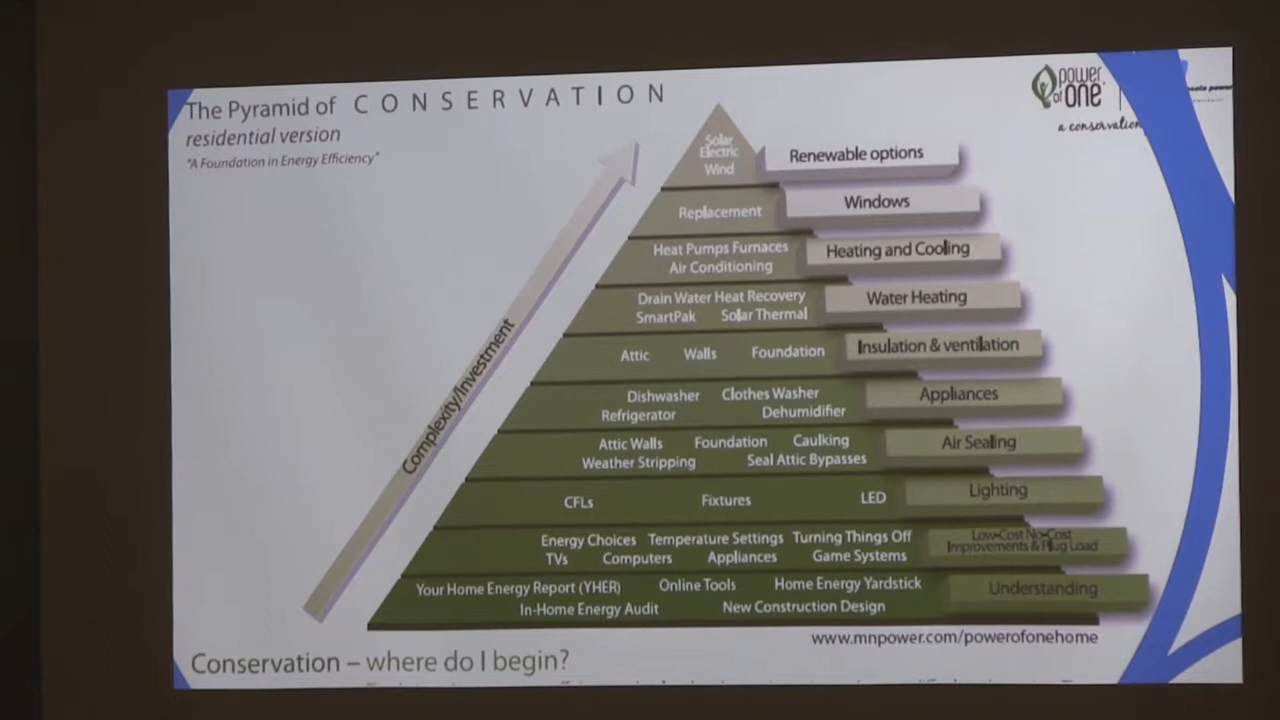 The Pyramid of CONSERVATION
residential version
"A Foundation in Energy Efficiency"
power
of
one
a conservation
Complexity/Investment
Solar
Electric
Wind
Renewable options
Replacement
Windows
Heat Pumps Furnaces
Air Conditioning
Heating and Cooling
Drain Water Heat Recovery
SmartPak Solar Thermal
Water Heating
Attic Walls Foundation
Insulation & ventilation
Dishwasher Clothes Washer
Refrigerator Dehumidifier
Appliances
Attic Walls Foundation Caulking
Weather Stripping Seal Attic Bypasses
Air Sealing
CFLs Fixtures LED
Lighting
Energy Choices Temperature Settings Turning Things Off
TVs Computers Appliances Game Systems
Low-Cost No-Cost
Improvements & Plug Load
Your Home Energy Report (YHER) Online Tools Home Energy Yardstick
In-Home Energy Audit New Construction Design
Understanding
www.mnpower.com/powerofonehome
Conservation – where do I begin?